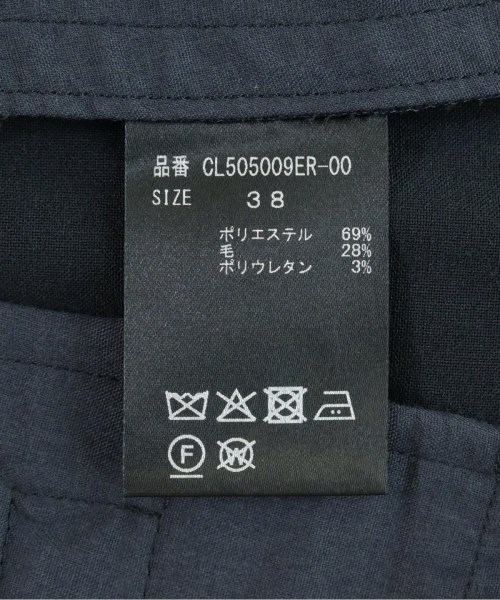 品番 CL505009ER-00
SIZE 38
ポリエステル 69%
毛 28%
ポリウレタン 3%
F W